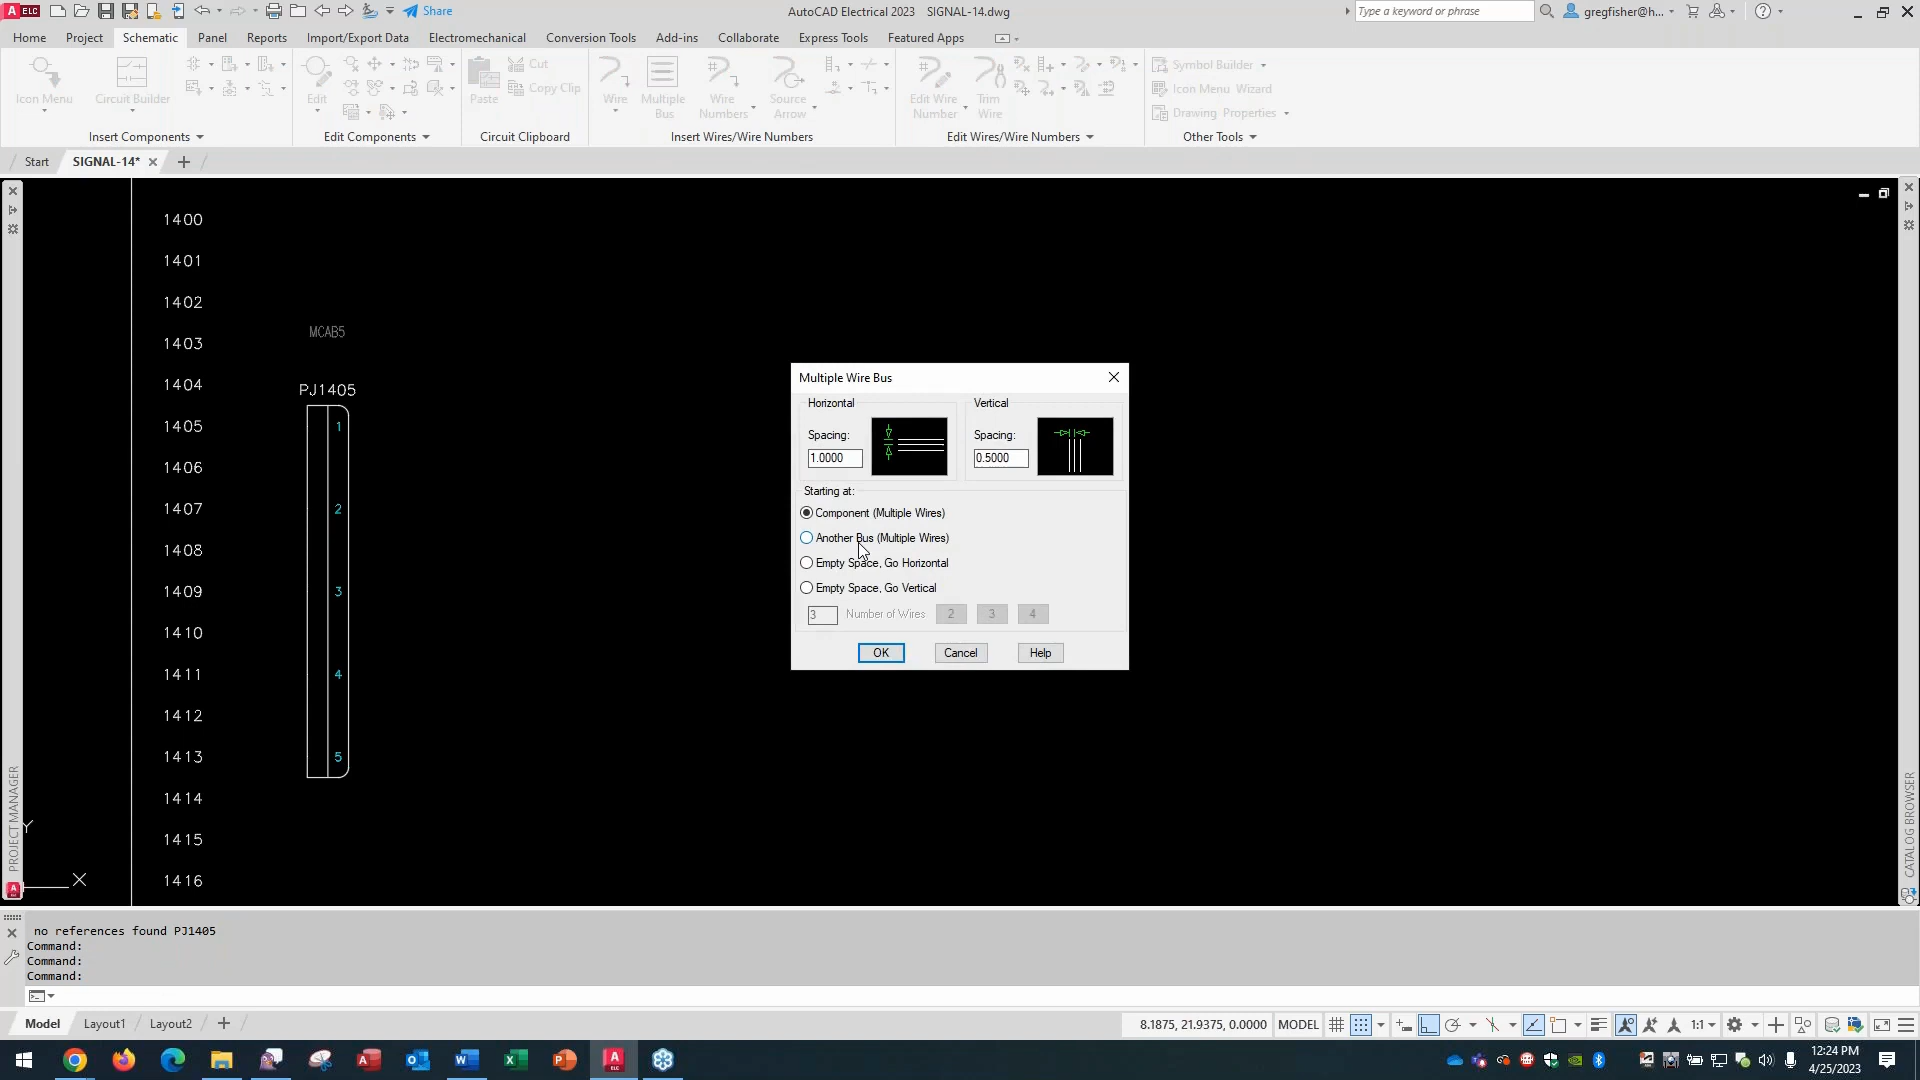 A ELC Share AutoCAD Electrical 2023 SIGNAL-14.dwg Type a keyword or phrase gregfisher@h...
Home Project Schematic Panel Reports Import/Export Data Electromechanical Conversion Tools Add-ins Collaborate Express Tools Featured Apps
Icon Menu Circuit Builder Edit Paste Cut Copy Clip Wire Multiple Bus Wire Numbers Source Arrow Edit Wire Number Trim Wire Symbol Builder Icon Menu Wizard Drawing Properties
Insert Components Edit Components Circuit Clipboard Insert Wires/Wire Numbers Edit Wires/Wire Numbers Other Tools
Start SIGNAL-14*
1400
1401
1402
MCAB5
1403
1404
PJ1405
1405 1
1406
1407 2
1408
1409 3
1410
1411 4
1412
1413 5
1414
1415
1416
Y
X
PROJECT MANAGER
CATALOG BROWSER
Multiple Wire Bus
Horizontal Vertical
Spacing: Spacing:
1.0000 0.5000
Starting at:
Component (Multiple Wires)
Another Bus (Multiple Wires)
Empty Space, Go Horizontal
Empty Space, Go Vertical
3 Number of Wires 2 3 4
OK Cancel Help
no references found PJ1405
Command:
Command:
Command:
Model Layout1 Layout2 8.1875, 21.9375, 0.0000 MODEL 1:1
12:24 PM
4/25/2023